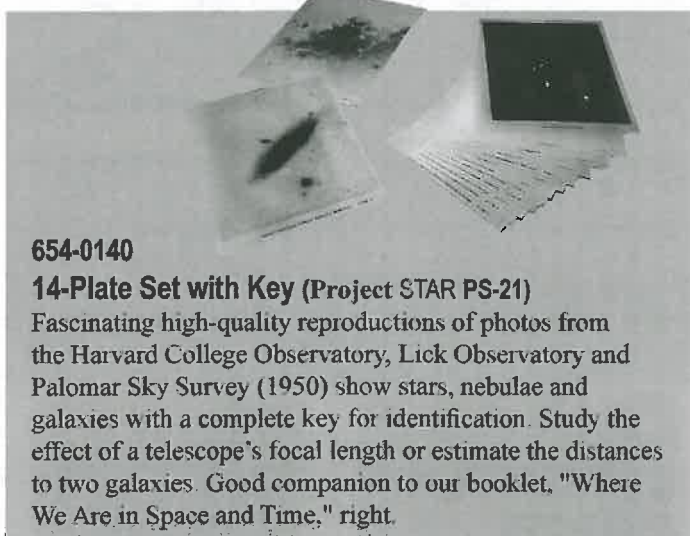 654-0140
14-Plate Set with Key (Project STAR PS-21)
Fascinating high-quality reproductions of photos from
the Harvard College Observatory, Lick Observatory and
Palomar Sky Survey (1950) show stars, nebulae and
galaxies with a complete key for identification. Study the
effect of a telescope's focal length or estimate the distances
to two galaxies. Good companion to our booklet, "Where
We Are in Space and Time," right.